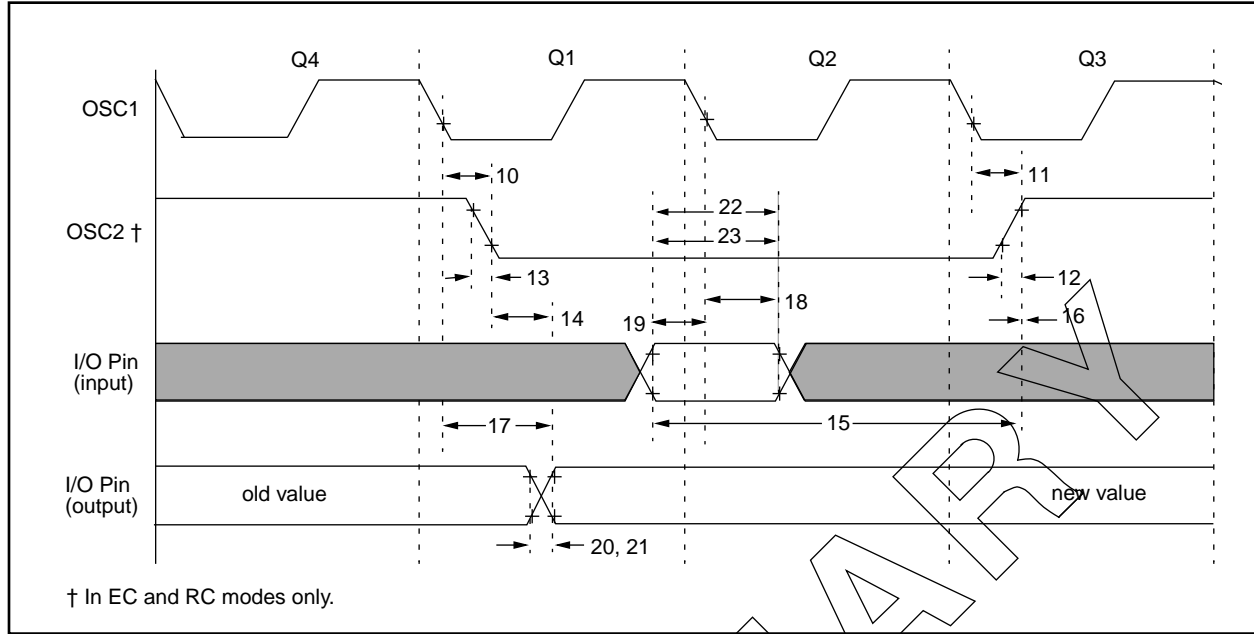 Q4 Q1 Q2 Q3
OSC1
10 11
22
OSC2 †
23
13 12
18
14 19 16
I/O Pin
(input)
17 15
I/O Pin
(output)
old value new value
20, 21
† In EC and RC modes only.
A R Y